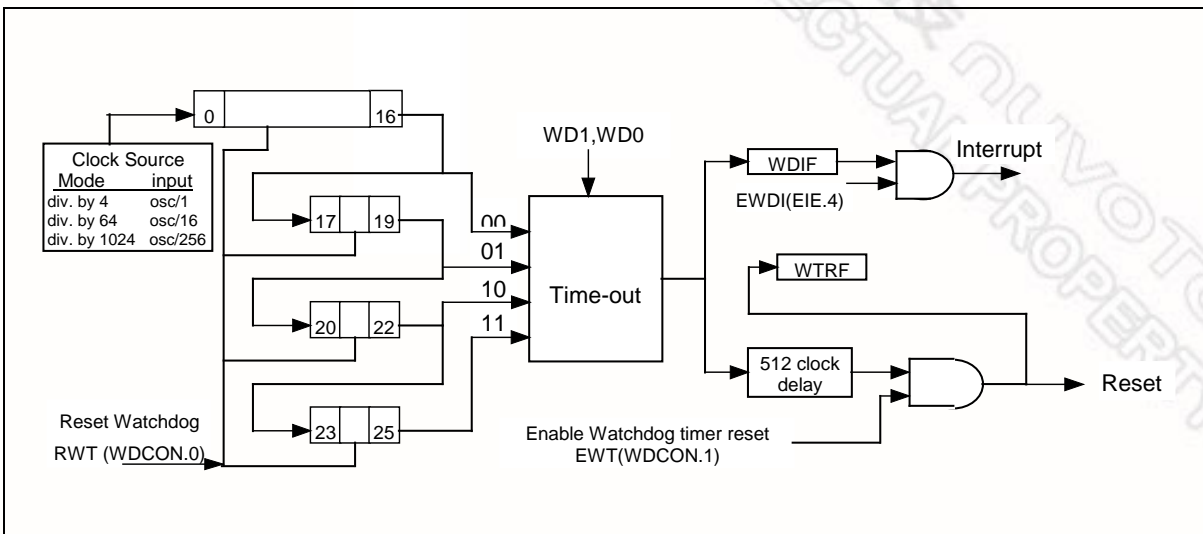 0 16
Clock Source
Mode input
div. by 4 osc/1
div. by 64 osc/16
div. by 1024 osc/256
17 19
20 22
23 25
Reset Watchdog
RWT (WDCON.0)
WD1,WD0
00
01
10
11
Time-out
WDIF
EWDI(EIE.4)
Interrupt
WTRF
512 clock
delay
Enable Watchdog timer reset
EWT(WDCON.1)
Reset
nuvoTo
ECTUAL PROPERTY